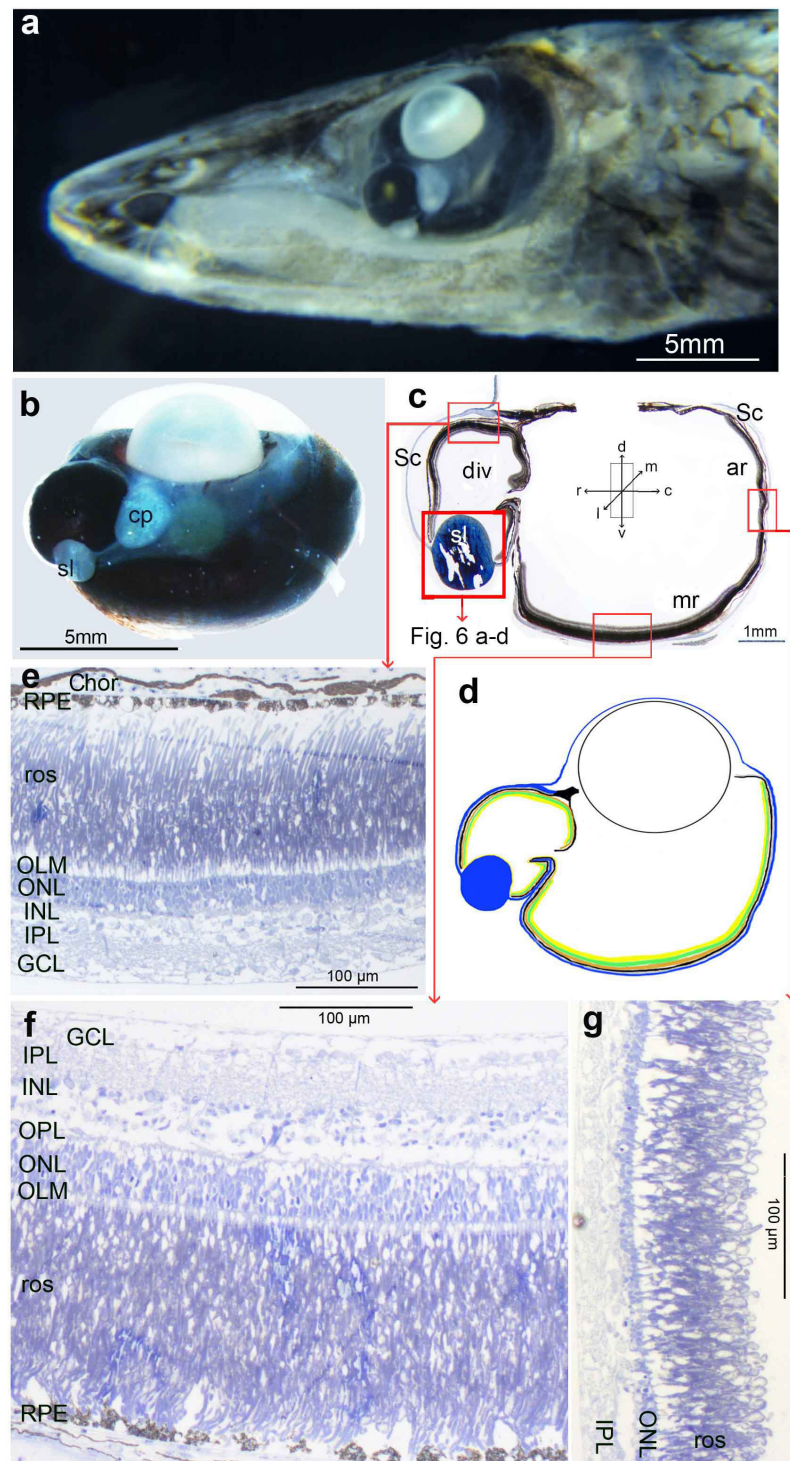 a
5mm
b
cp
sl
5mm
c
Sc
Sc
div
ar
d
m
r
c
l
v
sl
mr
Fig. 6 a-d
1mm
e
Chor
RPE
ros
OLM
ONL
INL
IPL
GCL
100 µm
d
f
100 µm
GCL
IPL
INL
OPL
ONL
OLM
ros
RPE
g
100 µm
IPL
ONL
ros